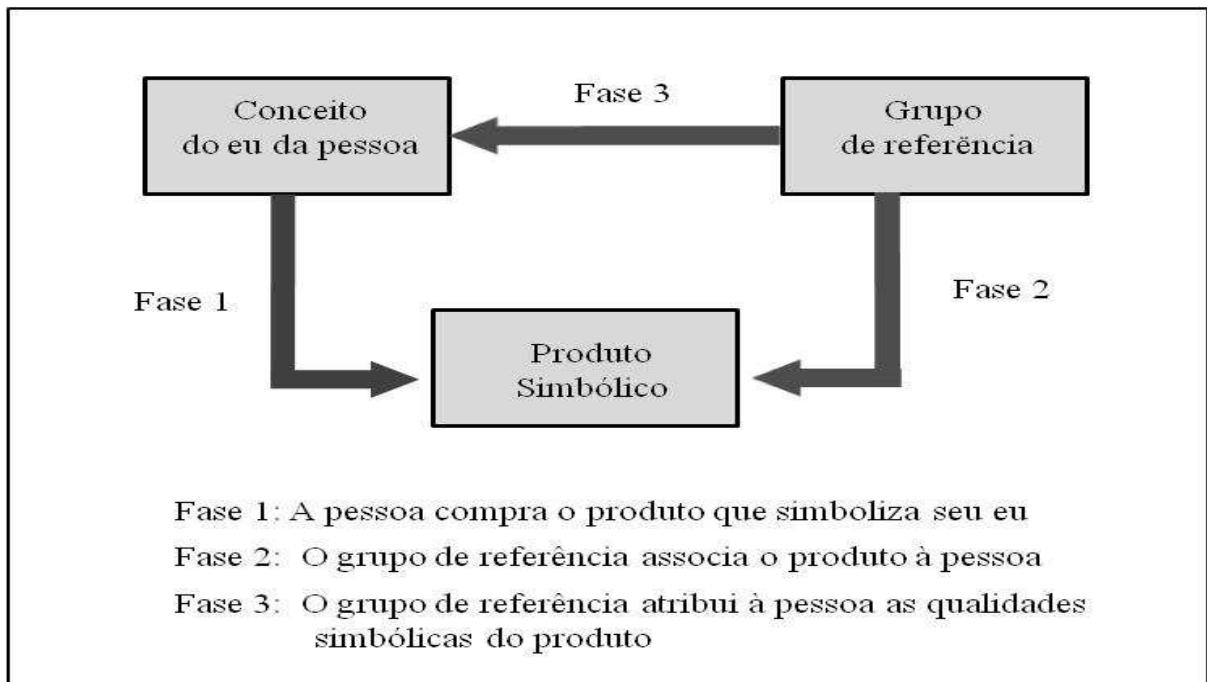 Fase 3
Conceito
do eu da pessoa
Grupo
de referëncia
Fase 1
Fase 2
Produto
Simbólico
Fase 1: A pessoa compra o produto que simboliza seu eu
Fase 2: O grupo de referência associa o produto à pessoa
Fase 3: O grupo de referência atribui à pessoa as qualidades
simbólicas do produto